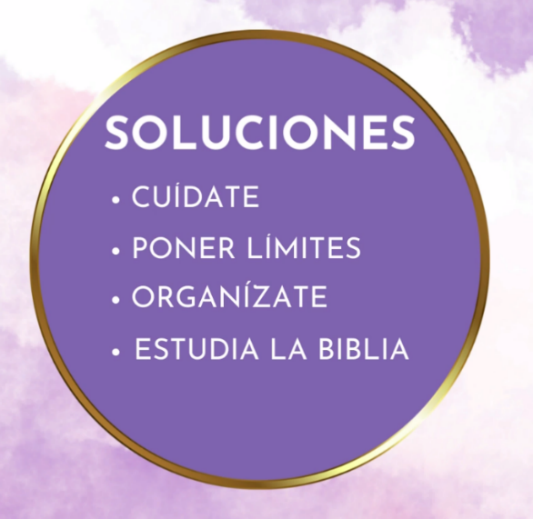 SOLUCIONES
• CUÍDATE
• PONER LÍMITES
• ORGANÍZATE
• ESTUDIA LA BIBLIA